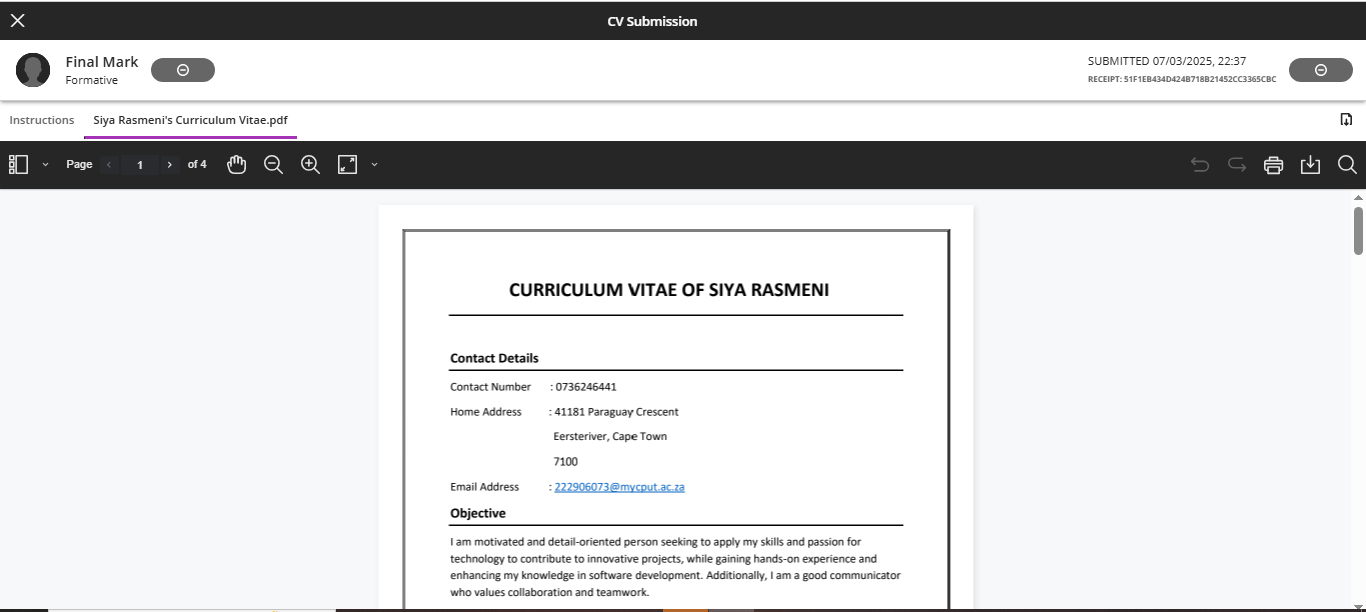 CV Submission
Final Mark
Formative
SUBMITTED 07/03/2025, 22:37
RECEIPT: 51F1EB434D424B718B21452CC3365CBC
Instructions
Siya Rasmeni's Curriculum Vitae.pdf
Page 1 of 4
CURRICULUM VITAE OF SIYA RASMENI
Contact Details
Contact Number : 0736246441
Home Address : 41181 Paraguay Crescent
Eersteriver, Cape Town
7100
Email Address : 222906073@mycput.ac.za
Objective
I am motivated and detail-oriented person seeking to apply my skills and passion for
technology to contribute to innovative projects, while gaining hands-on experience and
enhancing my knowledge in software development. Additionally, I am a good communicator
who values collaboration and teamwork.